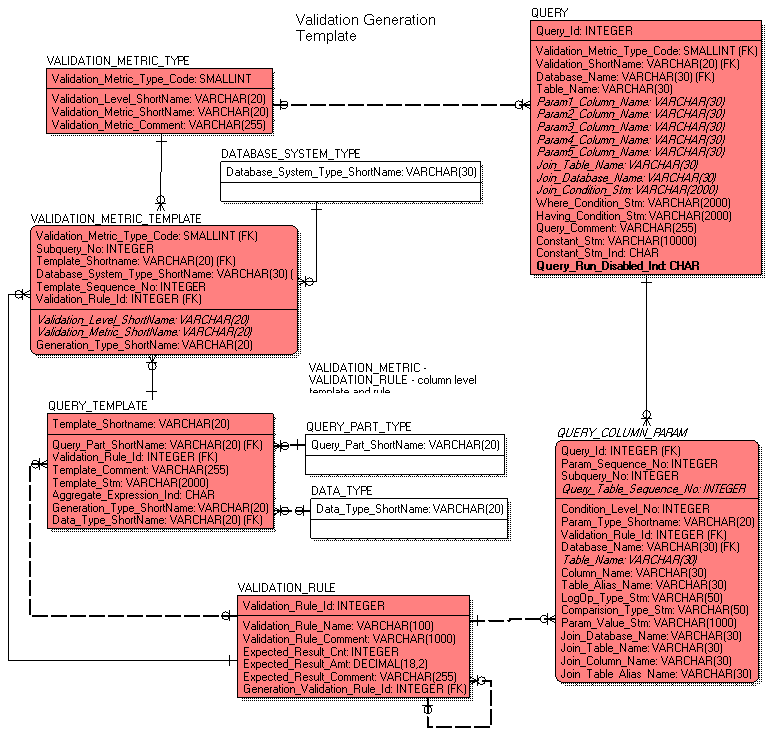 Validation Generation
Template
VALIDATION_METRIC_TYPE
Validation_Metric_Type_Code: SMALLINT
Validation_Level_ShortName: VARCHAR(20)
Validation_Metric_ShortName: VARCHAR(20)
Validation_Metric_Comment: VARCHAR(255)
QUERY
Query_Id: INTEGER
Validation_Metric_Type_Code: SMALLINT (FK)
Validation_ShortName: VARCHAR(20) (FK)
Database_Name: VARCHAR(30) (FK)
Table_Name: VARCHAR(30)
Param1_Column_Name: VARCHAR(30)
Param2_Column_Name: VARCHAR(30)
Param3_Column_Name: VARCHAR(30)
Param4_Column_Name: VARCHAR(30)
Param5_Column_Name: VARCHAR(30)
Join_Table_Name: VARCHAR(30)
Join_Database_Name: VARCHAR(30)
Join_Condition_Stm: VARCHAR(2000)
Where_Condition_Stm: VARCHAR(2000)
Having_Condition_Stm: VARCHAR(2000)
Query_Comment: VARCHAR(255)
Constant_Stm: VARCHAR(10000)
Constant_Stm_Ind: CHAR
Query_Run_Disabled_Ind: CHAR
DATABASE_SYSTEM_TYPE
Database_System_Type_ShortName: VARCHAR(30)
VALIDATION_METRIC_TEMPLATE
Validation_Metric_Type_Code: SMALLINT (FK)
Subquery_No: INTEGER
Template_Shortname: VARCHAR(20) (FK)
Database_System_Type_ShortName: VARCHAR(30) (
Template_Sequence_No: INTEGER
Validation_Rule_Id: INTEGER (FK)
Validation_Level_ShortName: VARCHAR(20)
Validation_Metric_ShortName: VARCHAR(20)
Generation_Type_ShortName: VARCHAR(20)
VALIDATION_METRIC -
VALIDATION_RULE - column level
template and rule
QUERY_TEMPLATE
Template_Shortname: VARCHAR(20)
Query_Part_ShortName: VARCHAR(20) (FK)
Validation_Rule_Id: INTEGER (FK)
Template_Comment: VARCHAR(255)
Template_Stm: VARCHAR(2000)
Aggregate_Expression_Ind: CHAR
Generation_Type_ShortName: VARCHAR(20)
Data_Type_ShortName: VARCHAR(20) (FK)
QUERY_PART_TYPE
Query_Part_ShortName: VARCHAR(20)
DATA_TYPE
Data_Type_ShortName: VARCHAR(20)
QUERY_COLUMN_PARAM
Query_Id: INTEGER (FK)
Param_Sequence_No: INTEGER
Subquery_No: INTEGER
Query_Table_Sequence_No: INTEGER
Condition_Level_No: INTEGER
Param_Type_Shortname: VARCHAR(20)
Validation_Rule_Id: INTEGER (FK)
Database_Name: VARCHAR(30) (FK)
Table_Name: VARCHAR(30)
Column_Name: VARCHAR(30)
Table_Alias_Name: VARCHAR(30)
LogOp_Type_Stm: VARCHAR(50)
Comparision_Type_Stm: VARCHAR(50)
Param_Value_Stm: VARCHAR(1000)
Join_Database_Name: VARCHAR(30)
Join_Table_Name: VARCHAR(30)
Join_Column_Name: VARCHAR(30)
Join_Table_Alias_Name: VARCHAR(30)
VALIDATION_RULE
Validation_Rule_Id: INTEGER
Validation_Rule_Name: VARCHAR(100)
Validation_Rule_Comment: VARCHAR(1000)
Expected_Result_Cnt: INTEGER
Expected_Result_Amt: DECIMAL(18,2)
Expected_Result_Comment: VARCHAR(255)
Generation_Validation_Rule_Id: INTEGER (FK)